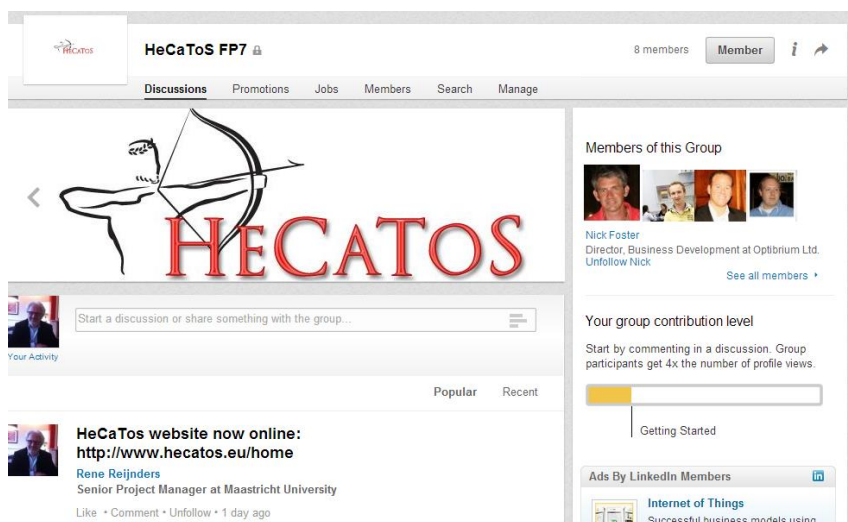 HECATOS
HeCaToS FP7
8 members
Member
i
Discussions
Promotions
Jobs
Members
Search
Manage
HECATOS
Start a discussion or share something with the group...
Your Activity
Popular
Recent
HeCaTos website now online:
http://www.hecatos.eu/home
Rene Reijnders
Senior Project Manager at Maastricht University
Like • Comment • Unfollow • 1 day ago
Members of this Group
Nick Foster
Director, Business Development at Optibrium Ltd.
Unfollow Nick
See all members
Your group contribution level
Start by commenting in a discussion. Group
participants get 4x the number of profile views.
Getting Started
Ads By LinkedIn Members
in
Internet of Things
Successful business models using